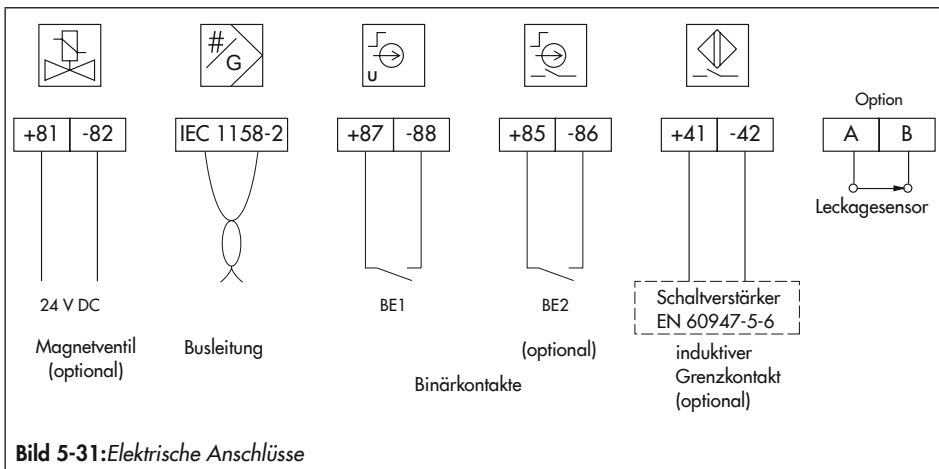 #
G
U
Option
+81 -82
IEC 1158-2
+87 -88
+85 -86
+41 -42
A B
Leckagesensor
24 V DC
BE1
BE2
Schaltverstärker
EN 60947-5-6
Magnetventil
(optional)
Busleitung
(optional)
Binärkontakte
induktiver
Grenzkontakt
(optional)
Bild 5-31:Elektrische Anschlüsse